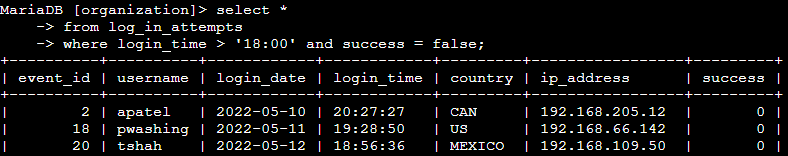 MariaDB [organization]> select *
    -> from log_in_attempts
    -> where login_time > '18:00' and success = false;
+----------+----------+------------+------------+---------+-----------------+---------+
| event_id | username | login_date | login_time | country | ip_address      | success |
+----------+----------+------------+------------+---------+-----------------+---------+
|        2 | apatel   | 2022-05-10 | 20:27:27   | CAN     | 192.168.205.12  |       0 |
|       18 | pwashing | 2022-05-11 | 19:28:50   | US      | 192.168.66.142  |       0 |
|       20 | tshah    | 2022-05-12 | 18:56:36   | MEXICO  | 192.168.109.50  |       0 |